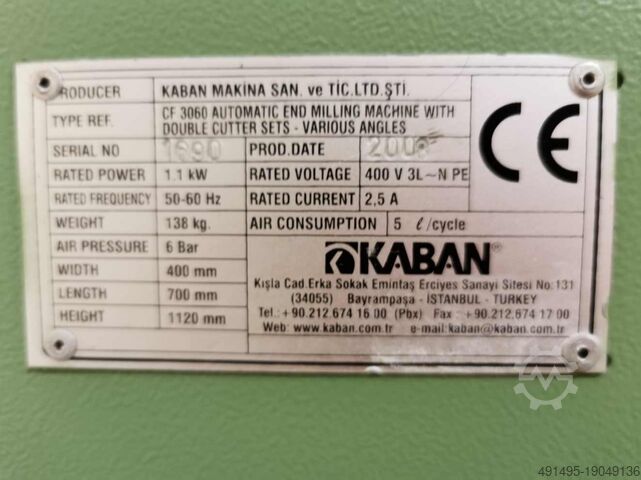 PRODUCER KABAN MAKİNA SAN. ve TİC.LTD.ŞTİ.
TYPE REF. CF 3060 AUTOMATIC END MILLING MACHINE WITH
DOUBLE CUTTER SETS - VARIOUS ANGLES
CE
SERIAL NO 1690 PROD.DATE
RATED POWER 1.1 kW RATED VOLTAGE 400 V 3L~N PE
RATED FREQUENCY 50-60 Hz RATED CURRENT 2,5 A
WEIGHT 138 kg. AIR CONSUMPTION 5 ℓ/cycle
AIR PRESSURE 6 Bar
WIDTH 400 mm
LENGTH 700 mm
HEIGHT 1120 mm
KABAN®
Kışla Cad.Erka Sokak Emintaş Erciyes Sanayi Sitesi No:131
(34055) Bayrampaşa - İSTANBUL - TURKEY
Tel.:+90.212.674 16 00 (Pbx) Fax :+90.212.674 17 00
Web: www.kaban.com.tr e-mail:kaban@kaban.com.tr
491495-19049136